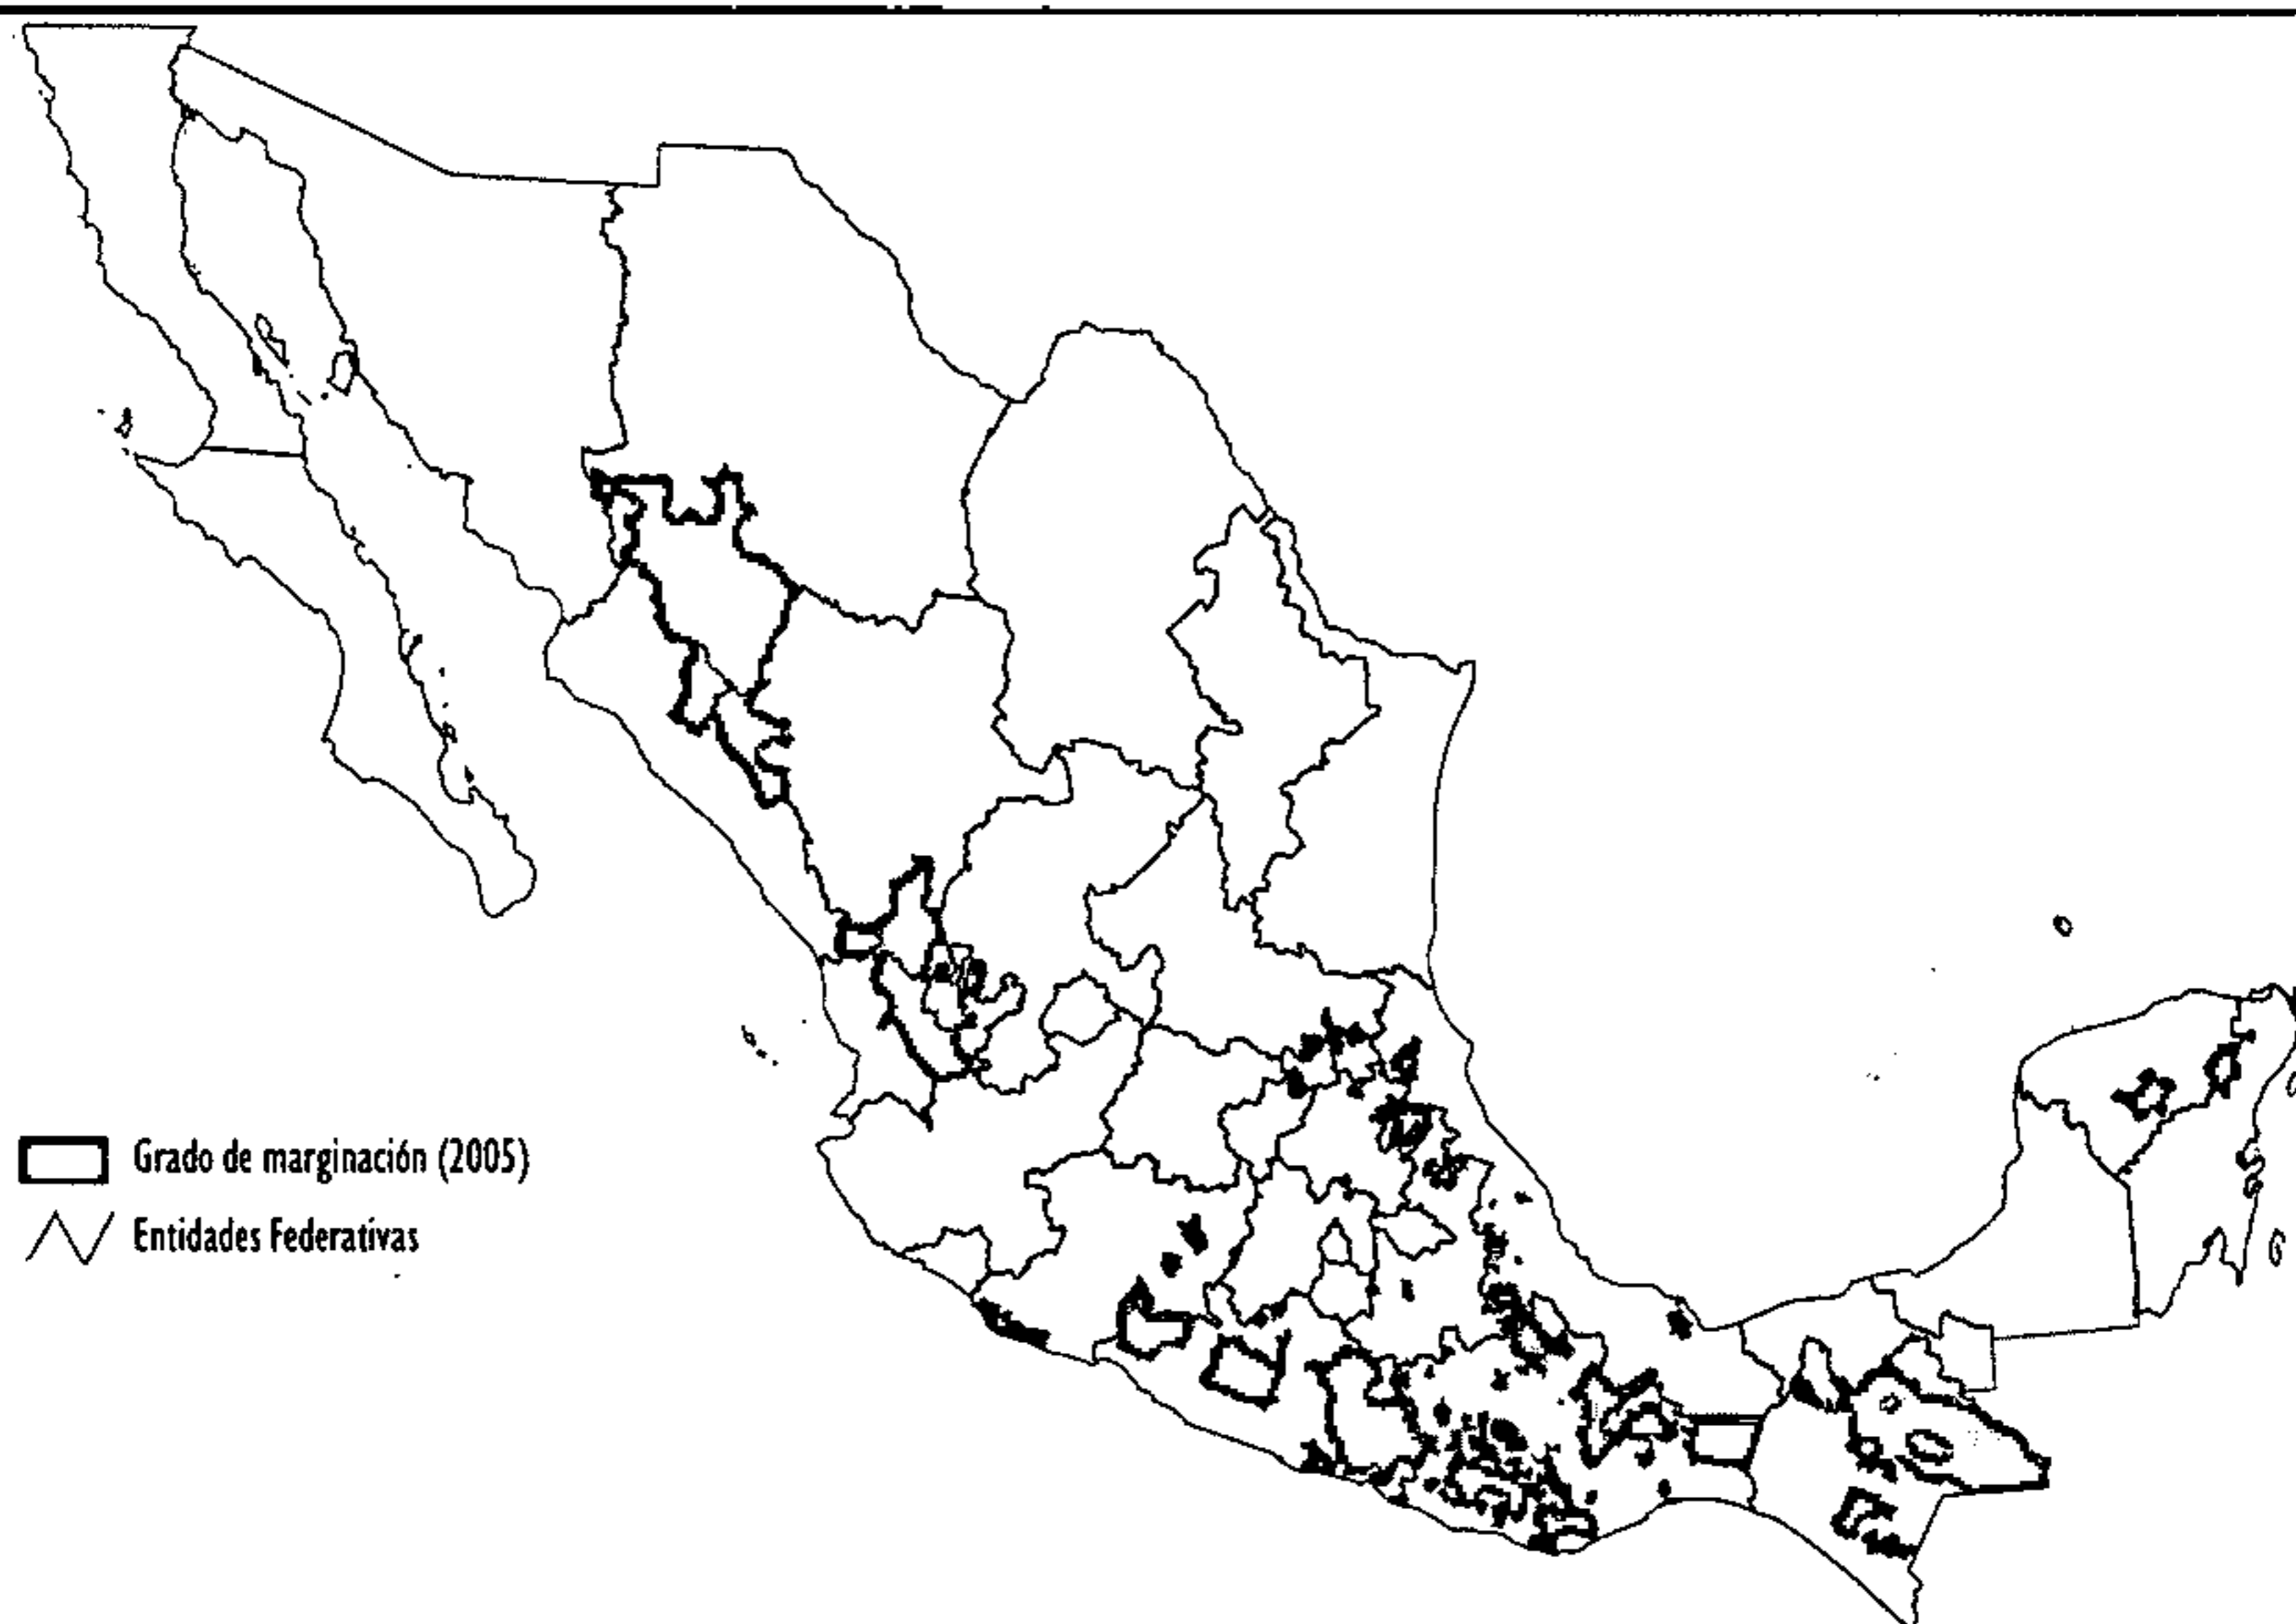 Grado de marginación (2005)
Entidades Federativas